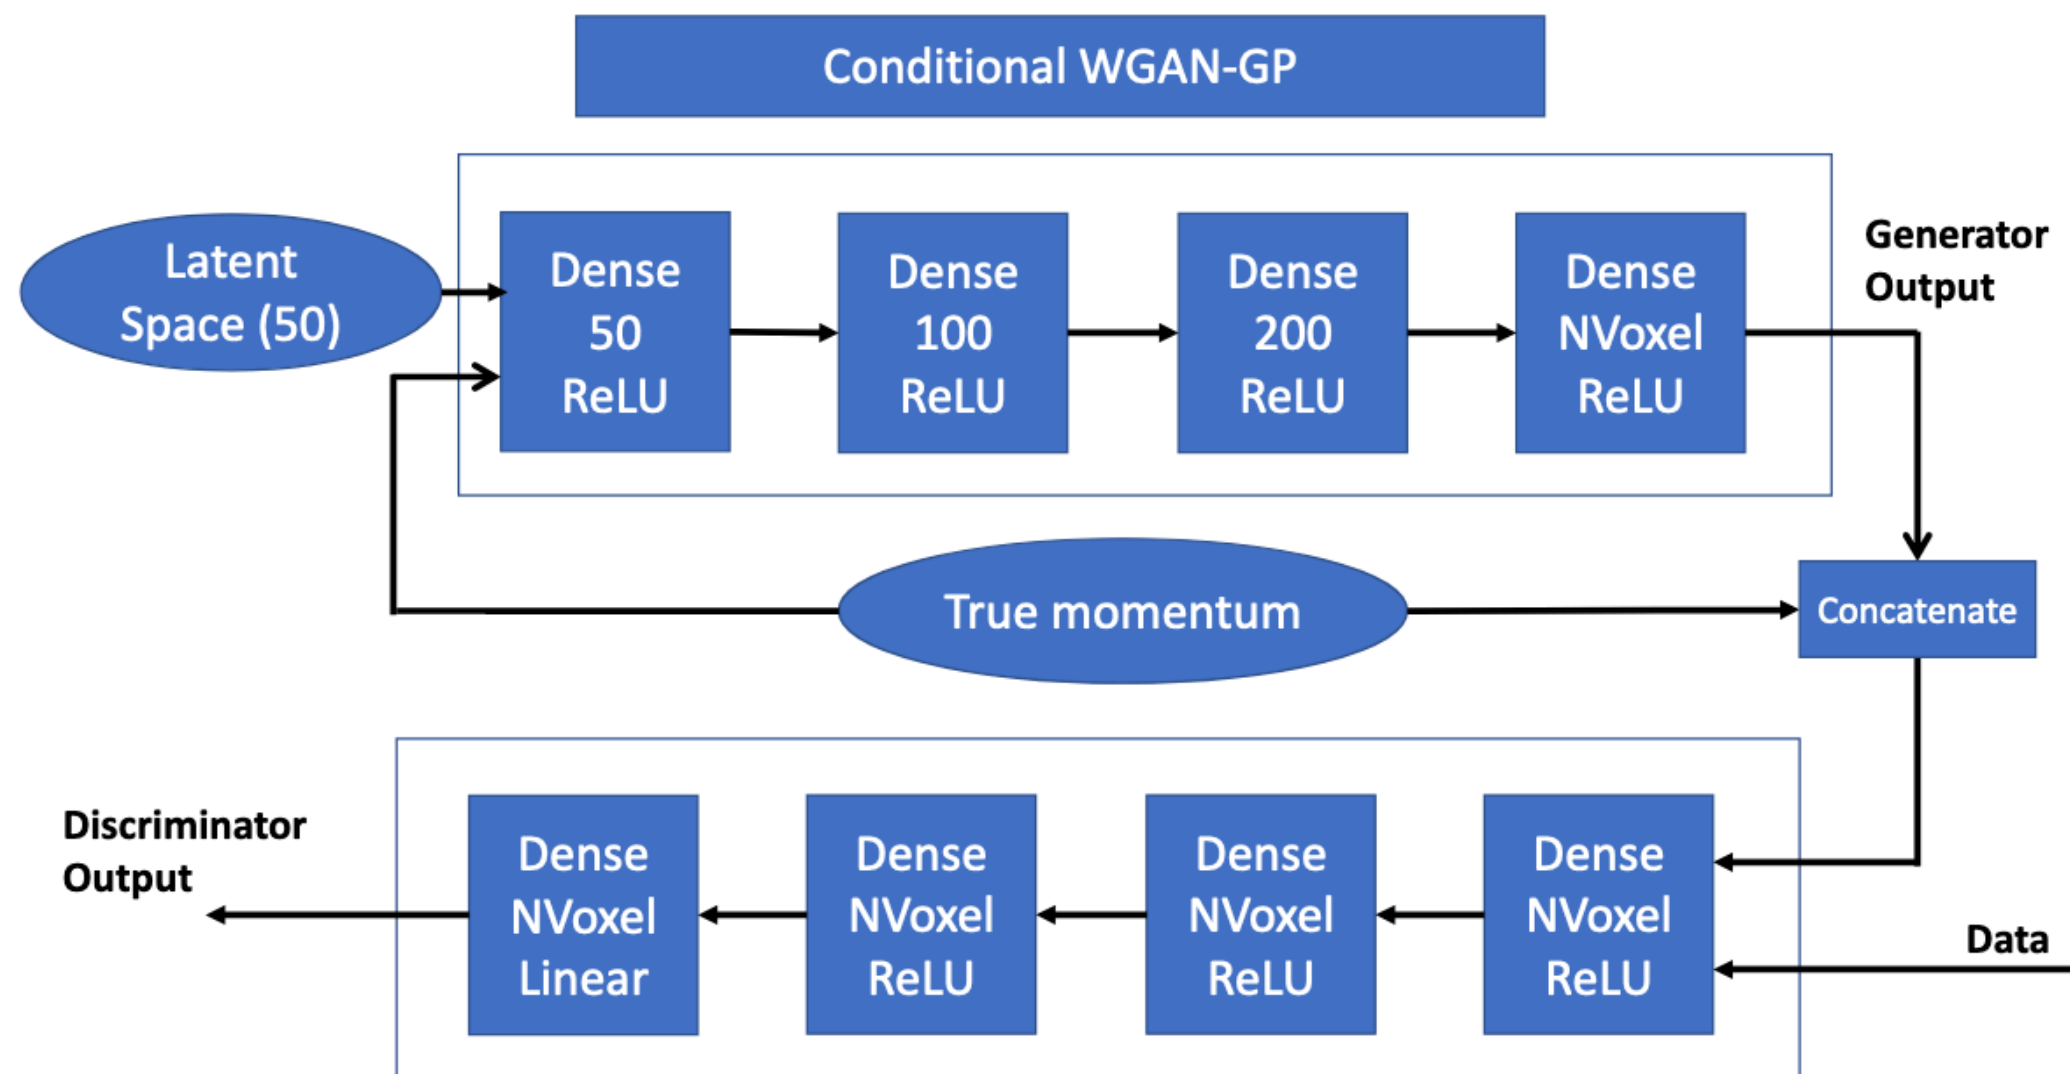 Conditional WGAN-GP
Latent
Space (50)
Dense
50
ReLU
Dense
100
ReLU
Dense
200
ReLU
Dense
NVoxel
ReLU
Generator
Output
True momentum
Concatenate
Discriminator
Output
Dense
NVoxel
Linear
Dense
NVoxel
ReLU
Dense
NVoxel
ReLU
Dense
NVoxel
ReLU
Data